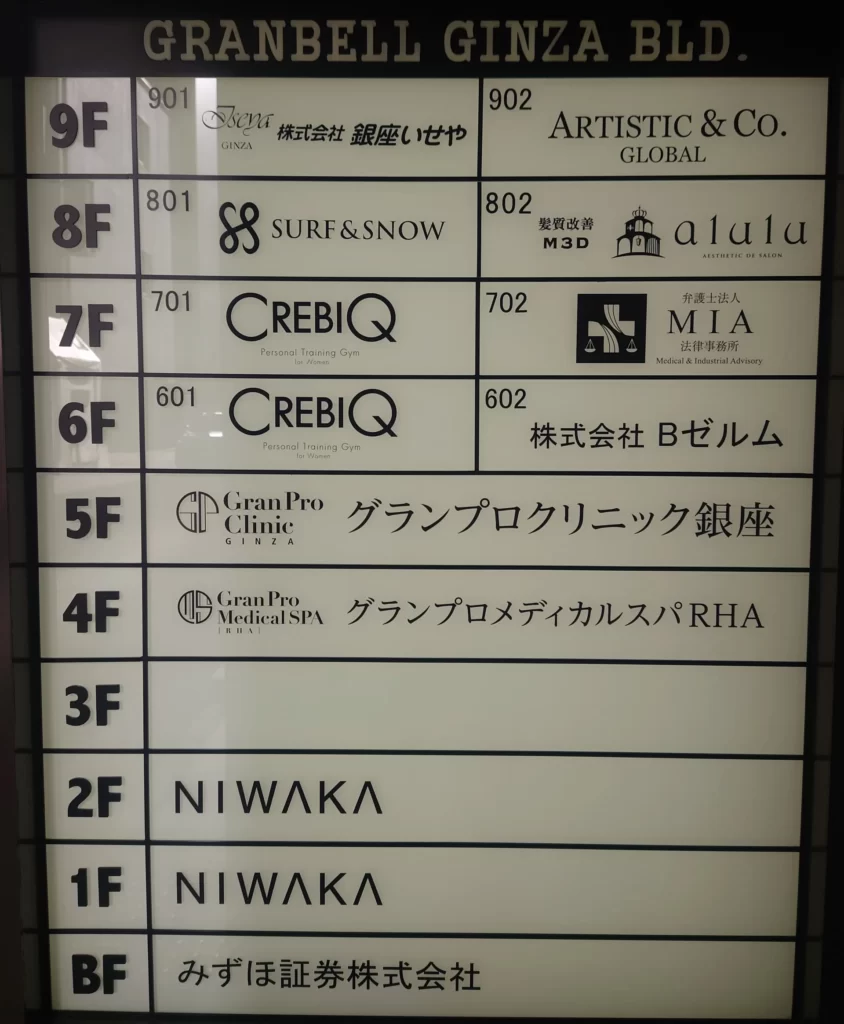 GRANBELL GINZA BLD.
9F
901
Iseya
GINZA
株式会社 銀座いせや
902
ARTISTIC & CO.
GLOBAL
8F
801
SURF&SNOW
802
髪質改善
M3D
alulu
AESTHETIC DE SALON
7F
701
CREBIQ
Personal Training Gym
for Women
702
弁護士法人
MIA
法律事務所
Medical & Industrial Advisory
6F
601
CREBIQ
Personal Training Gym
for Women
602
株式会社 Bゼルム
5F
GP
Gran Pro
Clinic
GINZA
グランプロクリニック銀座
4F
MS
Gran Pro
Medical SPA
[RHA]
グランプロメディカルスパRHA
3F
2F
NIWAKA
1F
NIWAKA
BF
みずほ証券株式会社